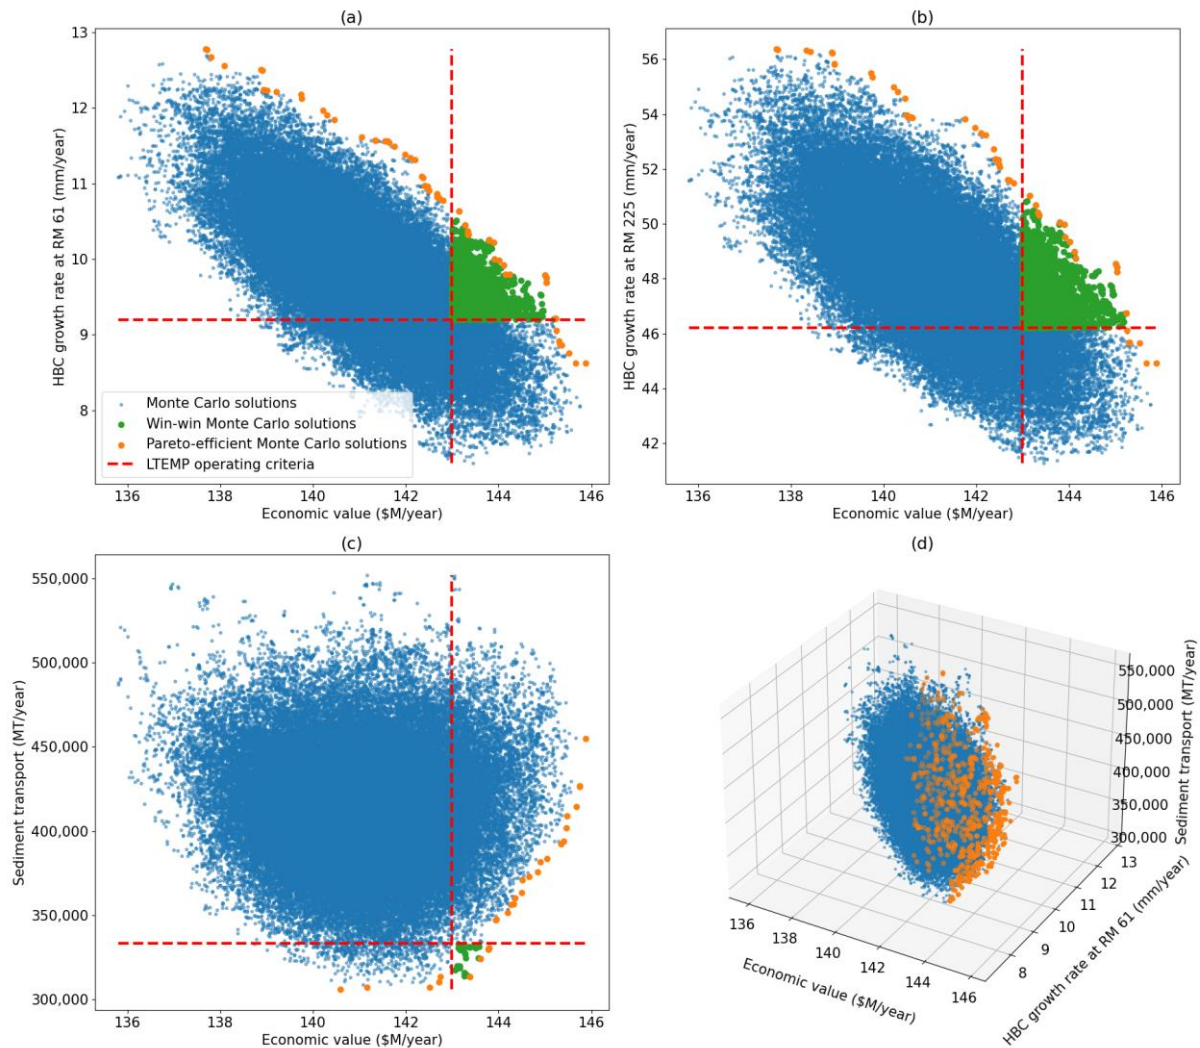 (a)
13
12
11
10
9
8
HBC growth rate at RM 61 (mm/year)
Monte Carlo solutions
Win-win Monte Carlo solutions
Pareto-efficient Monte Carlo solutions
LTEMP operating criteria
136 138 140 142 144 146
Economic value ($M/year)
(b)
56
54
52
50
48
46
44
42
HBC growth rate at RM 225 (mm/year)
136 138 140 142 144 146
Economic value ($M/year)
(c)
550,000
500,000
450,000
400,000
350,000
300,000
Sediment transport (MT/year)
136 138 140 142 144 146
Economic value ($M/year)
(d)
550,000
500,000
450,000
400,000
350,000
300,000
Sediment transport (MT/year)
13
12
11
10
9
8
HBC growth rate at RM 61 (mm/year)
136 138 140 142 144 146
Economic value ($M/year)